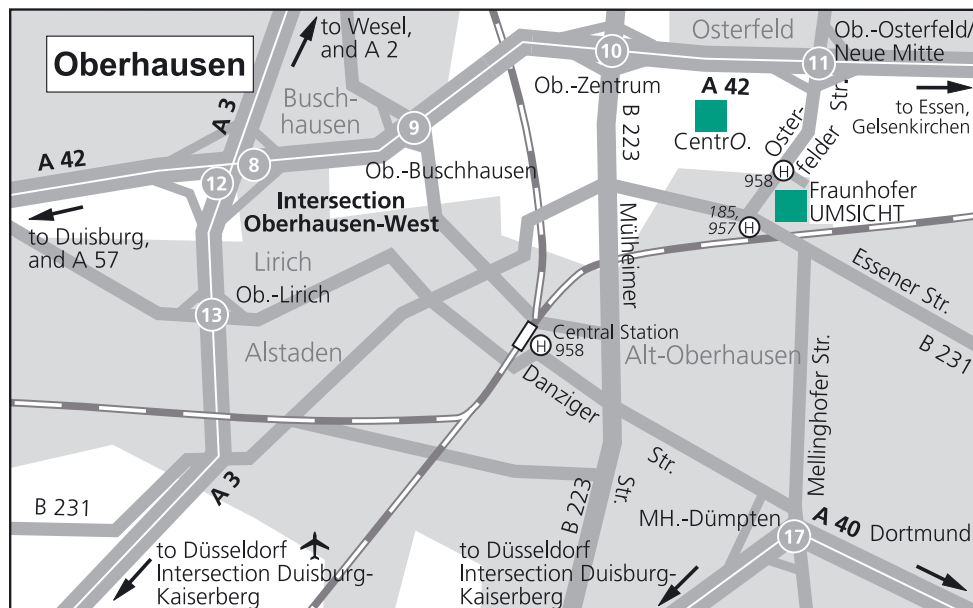 Oberhausen
to Wesel,
and A 2
Osterfeld
Ob.-Osterfeld/
Neue Mitte
10
11
A 3
Busch-
hausen
Ob.-Zentrum
A 42
CentrO.
B 223
to Essen,
Gelsenkirchen
Oster-
felder
Str.
9
A 42
8
12
Ob.-Buschhausen
H
958
Fraunhofer
UMSICHT
Intersection
Oberhausen-West
185,
957
H
to Duisburg,
and A 57
Mülheimer
Lirich
Ob.-Lirich
13
Essener Str.
B 231
Central Station
H
958
Alstaden
Alt-Oberhausen
Danziger
Str.
Mellinghofer Str.
A 3
B 231
B 223
Str.
MH.-Dümpten
17
A 40
Dortmund
to Düsseldorf
Intersection Duisburg-
Kaiserberg
to Düsseldorf
Intersection Duisburg-
Kaiserberg